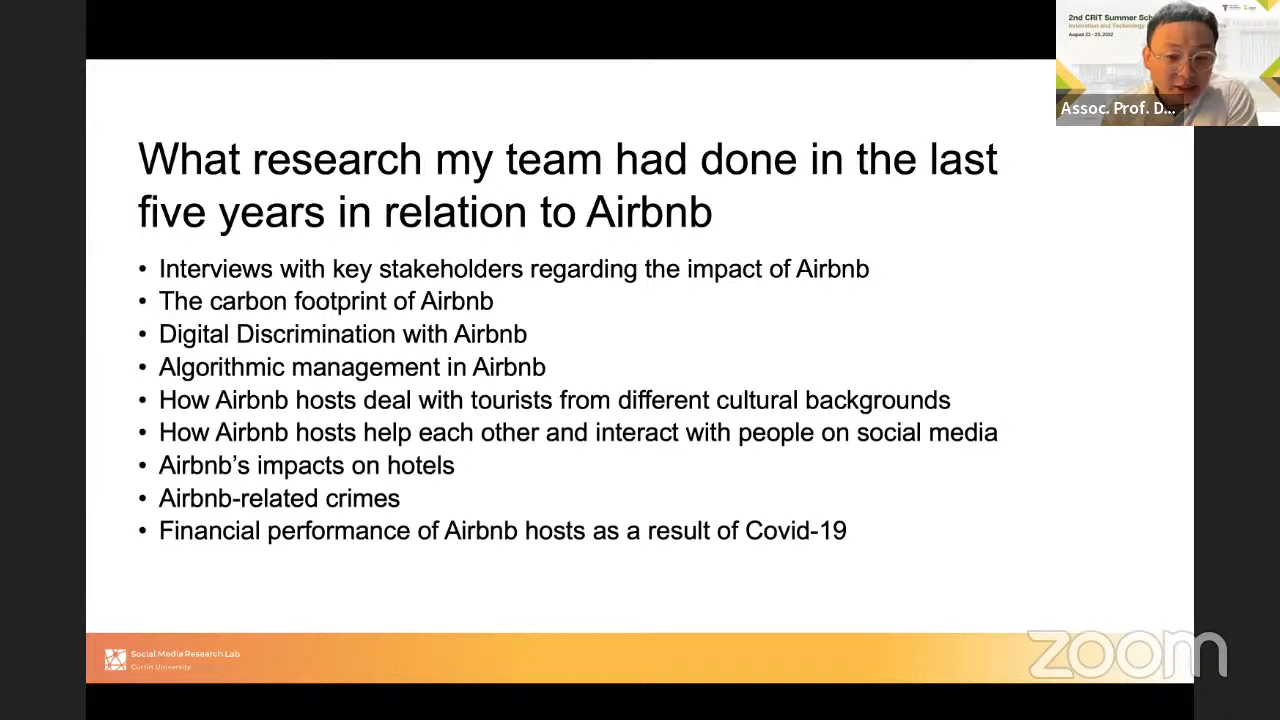 2nd CRiT Summer Sch
Innovation and Technology
August 23 - 25, 2022
Assoc. Prof. D...
What research my team had done in the last
five years in relation to Airbnb
• Interviews with key stakeholders regarding the impact of Airbnb
• The carbon footprint of Airbnb
• Digital Discrimination with Airbnb
• Algorithmic management in Airbnb
• How Airbnb hosts deal with tourists from different cultural backgrounds
• How Airbnb hosts help each other and interact with people on social media
• Airbnb’s impacts on hotels
• Airbnb-related crimes
• Financial performance of Airbnb hosts as a result of Covid-19
Social Media Research Lab
Curtin University
zoom